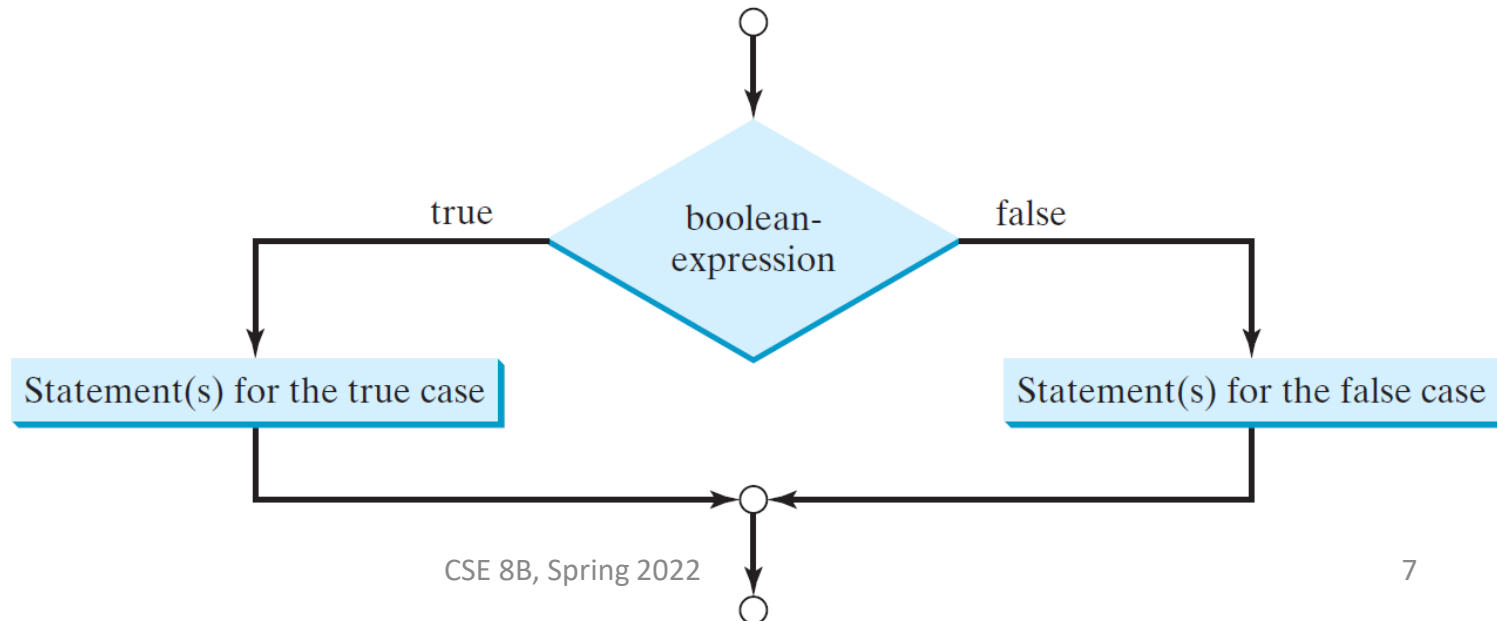 true
boolean-
expression
false
Statement(s) for the true case
Statement(s) for the false case
CSE 8B, Spring 2022
7